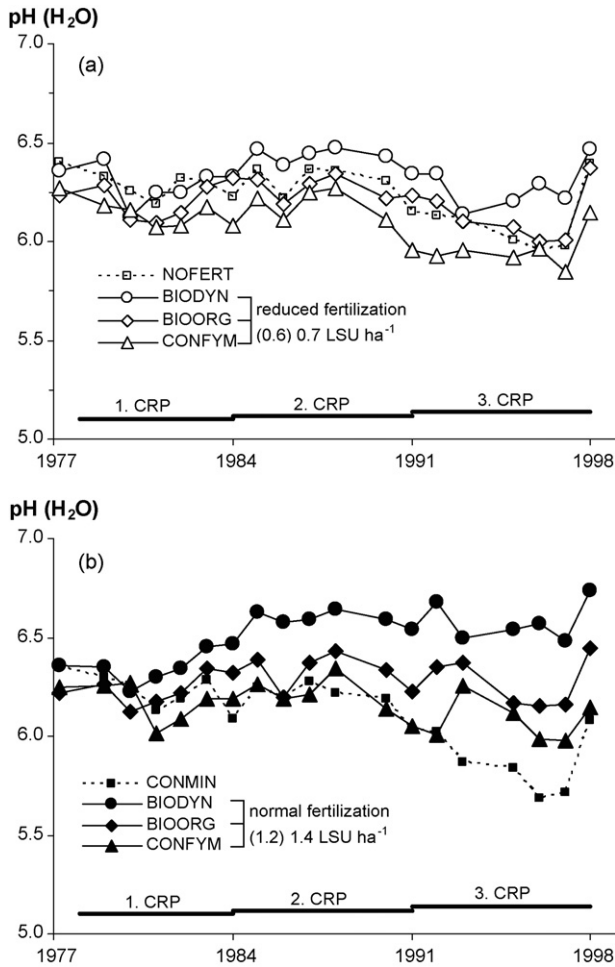 pH (H₂O)
7.0
(a)
6.5
6.0
NOFERT
BIODYN
BIOORG
CONFYM
reduced fertilization
(0.6) 0.7 LSU ha⁻¹
5.5
1. CRP 2. CRP 3. CRP
5.0
1977 1984 1991 1998
pH (H₂O)
7.0
(b)
6.5
6.0
CONMIN
BIODYN
BIOORG
CONFYM
normal fertilization
(1.2) 1.4 LSU ha⁻¹
5.5
1. CRP 2. CRP 3. CRP
5.0
1977 1984 1991 1998